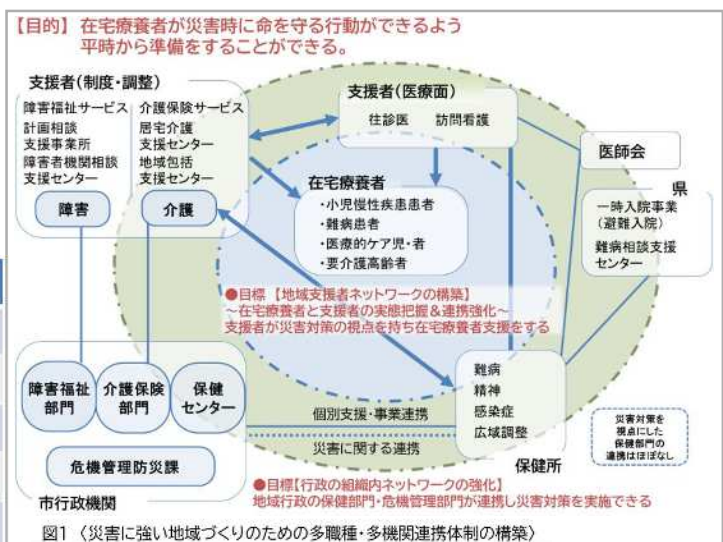 【目的】 在宅療養者が災害時に命を守る行動ができるよう
平時から準備をすることができる。
支援者(制度・調整)
障害福祉サービス
計画相談
支援事業所
障害者機関相談
支援センター
障害
介護保険サービス
居宅介護
支援センター
地域包括
支援センター
介護
支援者(医療面)
往診医 訪問看護
医師会
県
一時入院事業
(避難入院)
難病相談支援
センター
在宅療養者
・小児慢性疾患患者
・難病患者
・医療的ケア児・者
・要介護高齢者
●目標 【地域支援者ネットワークの構築】
～在宅療養者と支援者の実態把握＆連携強化～
支援者が災害対策の視点を持ち在宅療養者支援をする
障害福祉
部門
介護保険
部門
保健
センター
危機管理防災課
市行政機関
個別支援・事業連携
災害に関する連携
難病
精神
感染症
広域調整
保健所
災害対策を
視点にした
保健部門の
連携はほぼなし
●目標【行政の組織内ネットワークの強化】
地域行政の保健部門・危機管理部門が連携し災害対策を実施できる
図1 〈災害に強い地域づくりのための多職種・多機関連携体制の構築〉